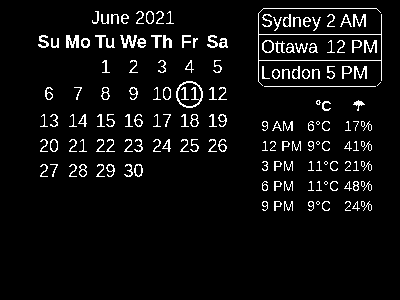 June 2021
Su Mo Tu We Th Fr Sa
1 2 3 4 5
6 7 8 9 10 11 12
13 14 15 16 17 18 19
20 21 22 23 24 25 26
27 28 29 30
Sydney 2 AM
Ottawa 12 PM
London 5 PM
°C ☂
9 AM 6°C 17%
12 PM 9°C 41%
3 PM 11°C 21%
6 PM 11°C 48%
9 PM 9°C 24%